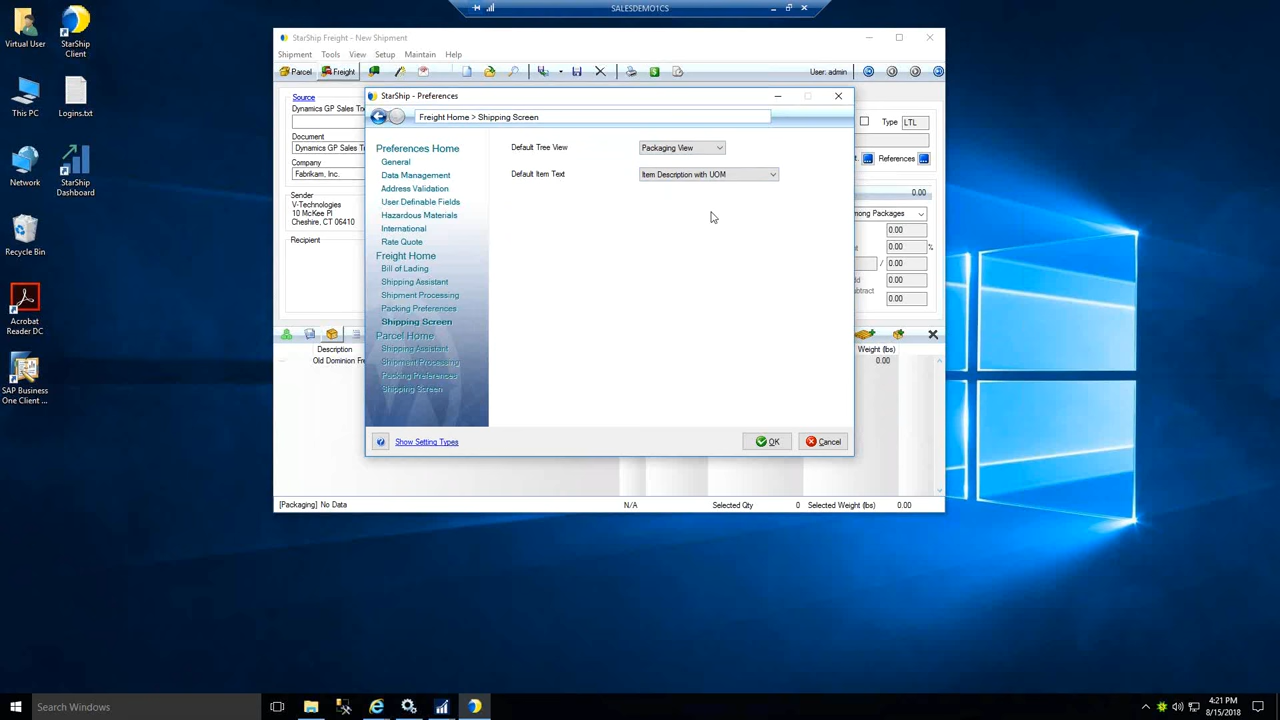 SALESDEMO1CS
Virtual User
StarShip Client
This PC
Logins.txt
Network
StarShip Dashboard
Recycle Bin
Acrobat Reader DC
SAP Business One Client ...
StarShip Freight - New Shipment
Shipment Tools View Setup Maintain Help
Parcel Freight User: admin
Source
Dynamics GP Sales Tr
Document
Dynamics GP Sales Tr
Company
Fabrikam, Inc.
Sender
V-Technologies
10 McKee Pl
Cheshire, CT 06410
Recipient
Type LTL
References
0.00
mong Packages
0.00
0.00 %
/ 0.00
0.00
ubtract
0.00
Description
Weight (lbs)
Old Dominion Fre
0.00
StarShip - Preferences
Freight Home > Shipping Screen
Preferences Home
General
Data Management
Address Validation
User Definable Fields
Hazardous Materials
International
Rate Quote
Freight Home
Bill of Lading
Shipping Assistant
Shipment Processing
Packing Preferences
Shipping Screen
Parcel Home
Shipping Assistant
Shipment Processing
Packing Preferences
Shipping Screen
Default Tree View Packaging View
Default Item Text Item Description with UOM
Show Setting Types
OK Cancel
[Packaging] No Data N/A Selected Qty 0 Selected Weight (lbs) 0.00
Search Windows
4:21 PM
8/15/2018